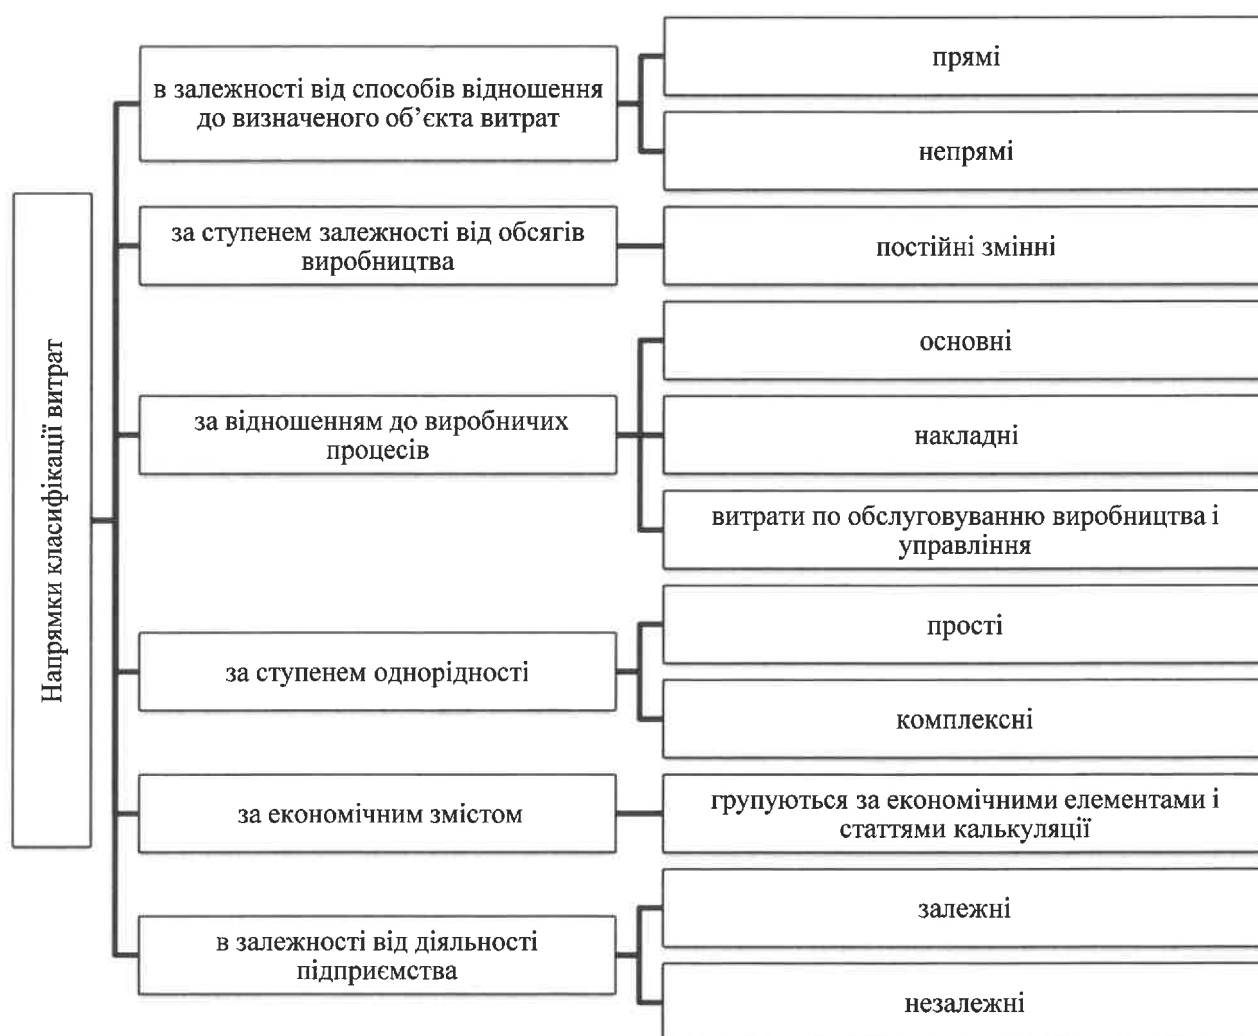 Напрямки класифікації витрат
в залежності від способів відношення
до визначеного об’єкта витрат
прямі
непрямі
за ступенем залежності від обсягів
виробництва
постійні змінні
за відношенням до виробничих
процесів
основні
накладні
витрати по обслуговуванню виробництва і
управління
за ступенем однорідності
прості
комплексні
за економічним змістом
групуються за економічними елементами і
статтями калькуляції
в залежності від діяльності
підприємства
залежні
незалежні